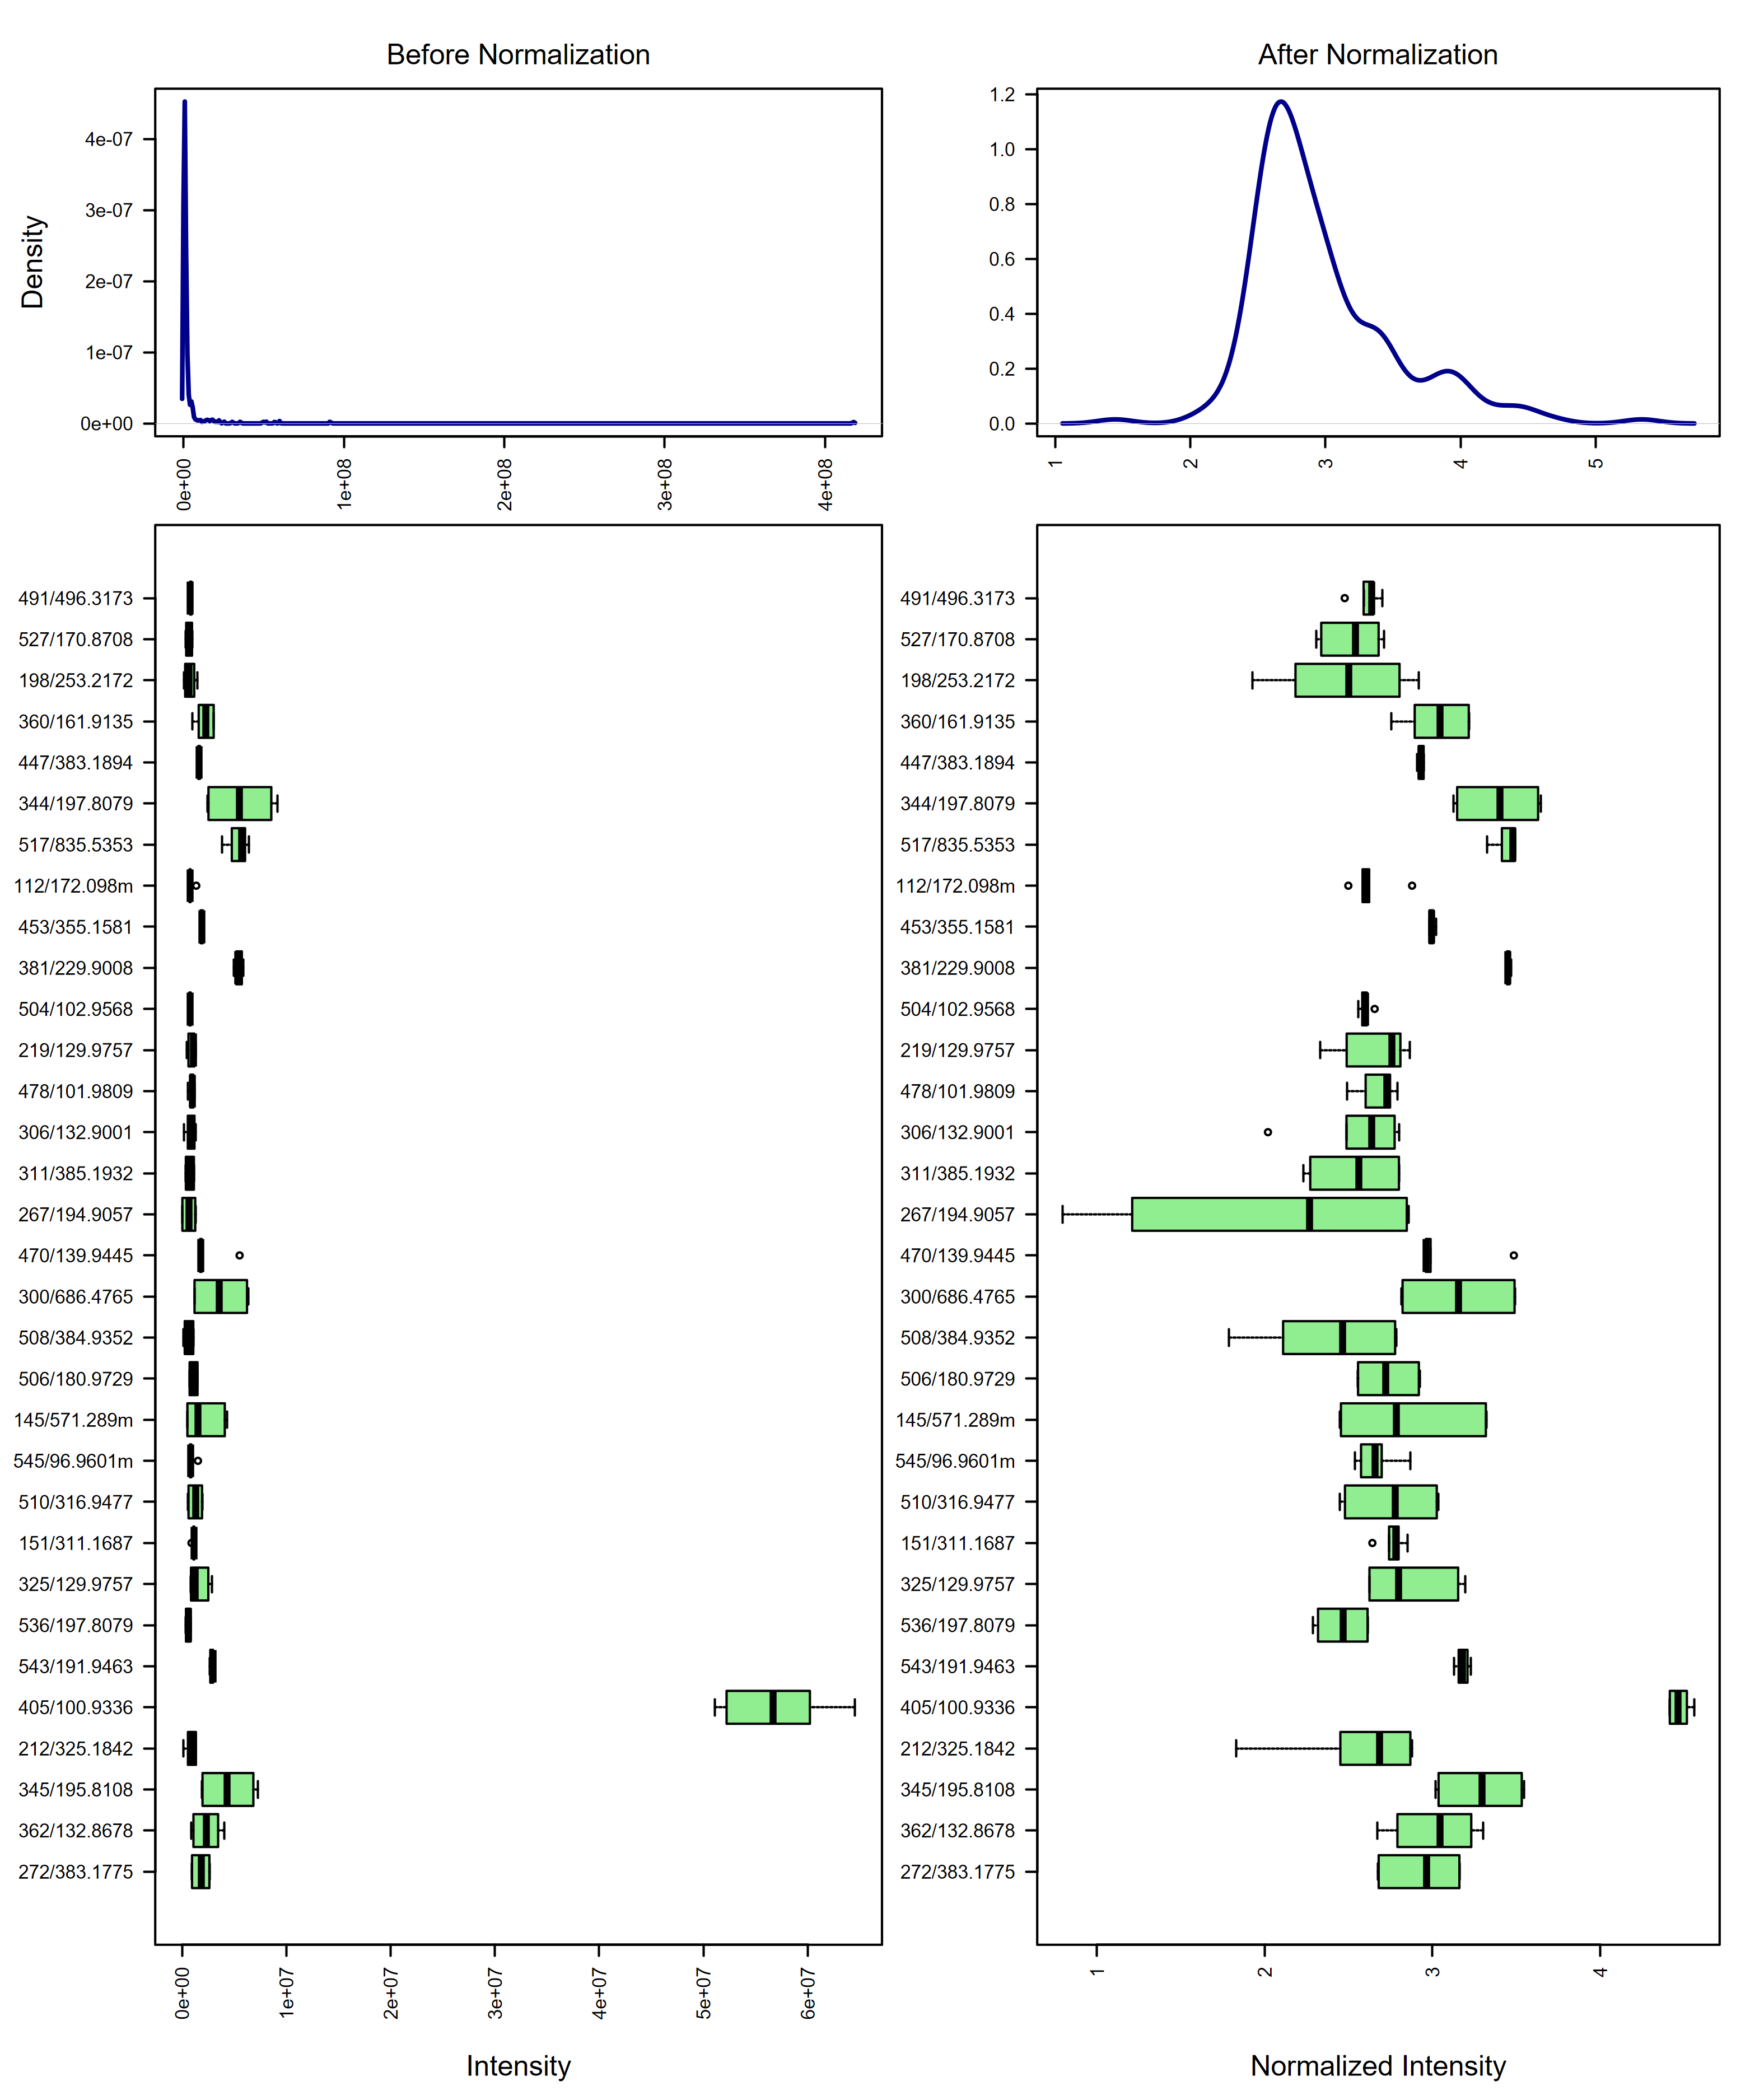 Before Normalization
After Normalization
Density
4e-07
3e-07
2e-07
1e-07
0e+00
0e+00
1e+08
2e+08
3e+08
4e+08
1.2
1.0
0.8
0.6
0.4
0.2
0.0
1
2
3
4
5
491/496.3173
527/170.8708
198/253.2172
360/161.9135
447/383.1894
344/197.8079
517/835.5353
112/172.098m
453/355.1581
381/229.9008
504/102.9568
219/129.9757
478/101.9809
306/132.9001
311/385.1932
267/194.9057
470/139.9445
300/686.4765
508/384.9352
506/180.9729
145/571.289m
545/96.9601m
510/316.9477
151/311.1687
325/129.9757
536/197.8079
543/191.9463
405/100.9336
212/325.1842
345/195.8108
362/132.8678
272/383.1775
0e+00
1e+07
2e+07
3e+07
4e+07
5e+07
6e+07
Intensity
491/496.3173
527/170.8708
198/253.2172
360/161.9135
447/383.1894
344/197.8079
517/835.5353
112/172.098m
453/355.1581
381/229.9008
504/102.9568
219/129.9757
478/101.9809
306/132.9001
311/385.1932
267/194.9057
470/139.9445
300/686.4765
508/384.9352
506/180.9729
145/571.289m
545/96.9601m
510/316.9477
151/311.1687
325/129.9757
536/197.8079
543/191.9463
405/100.9336
212/325.1842
345/195.8108
362/132.8678
272/383.1775
1
2
3
4
Normalized Intensity